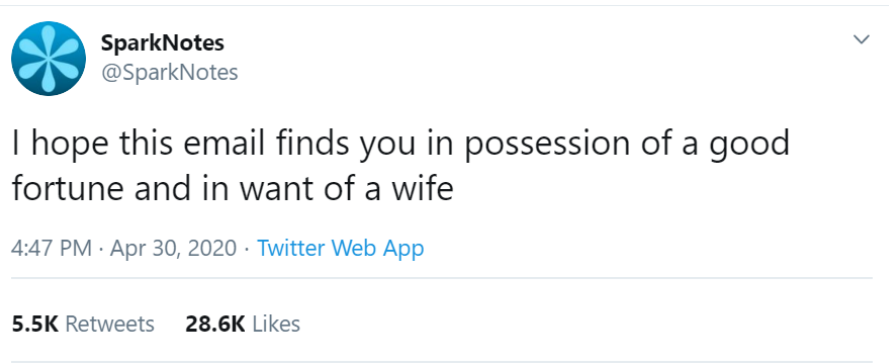 SparkNotes
@SparkNotes
I hope this email finds you in possession of a good
fortune and in want of a wife
4:47 PM · Apr 30, 2020 · Twitter Web App
5.5K Retweets 28.6K Likes